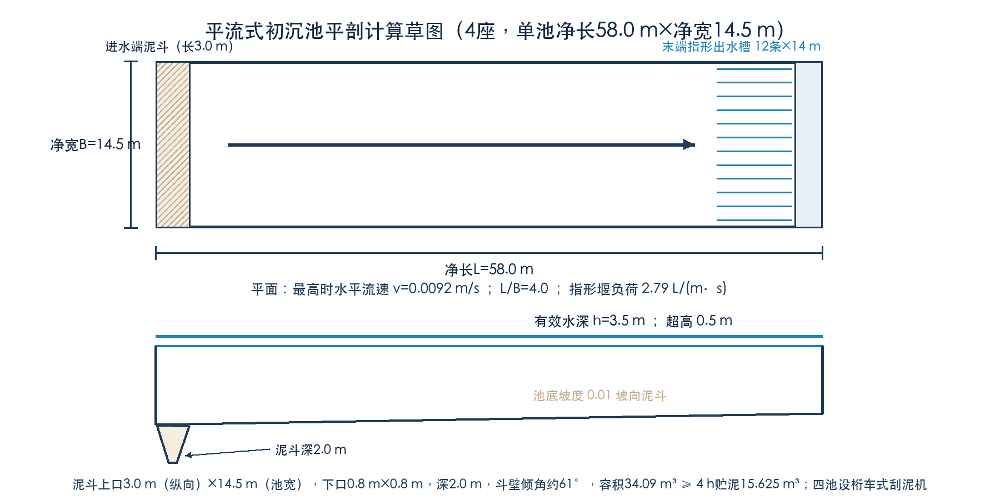 平流式初沉池平剖计算草图（4座，单池净长58.0 m×净宽14.5 m）
进水端泥斗（长3.0 m）
末端指形出水槽 12条×14 m
净宽B=14.5 m
净长L=58.0 m
平面：最高时水平流速 v=0.0092 m/s ； L/B=4.0 ； 指形堰负荷 2.79 L/(m· s)
有效水深 h=3.5 m ； 超高 0.5 m
池底坡度 0.01 坡向泥斗
泥斗深2.0 m
泥斗上口3.0 m（纵向）×14.5 m（池宽），下口0.8 m×0.8 m，深2.0 m，斗壁倾角约61°，容积34.09 m³ ≥ 4 h贮泥15.625 m³；四池设桁车式刮泥机